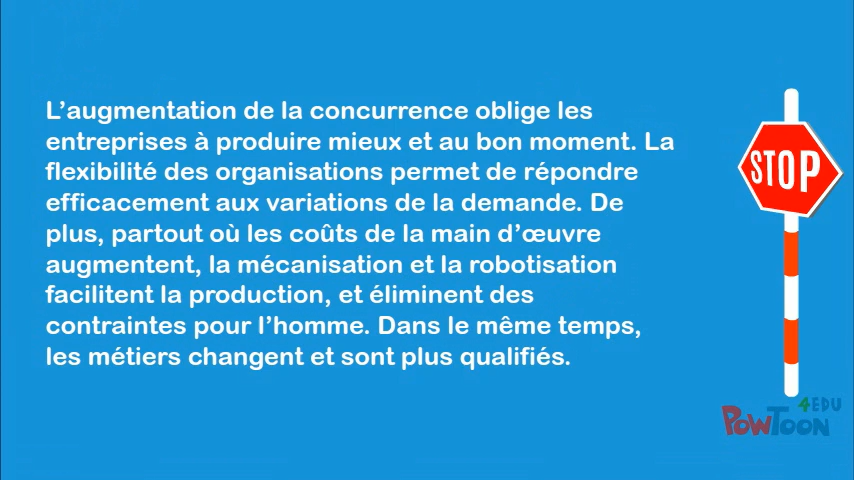 L’augmentation de la concurrence oblige les
entreprises à produire mieux et au bon moment. La
flexibilité des organisations permet de répondre
efficacement aux variations de la demande. De
plus, partout où les coûts de la main d’œuvre
augmentent, la mécanisation et la robotisation
facilitent la production, et éliminent des
contraintes pour l’homme. Dans le même temps,
les métiers changent et sont plus qualifiés.
STOP
4EDU
POWTOON